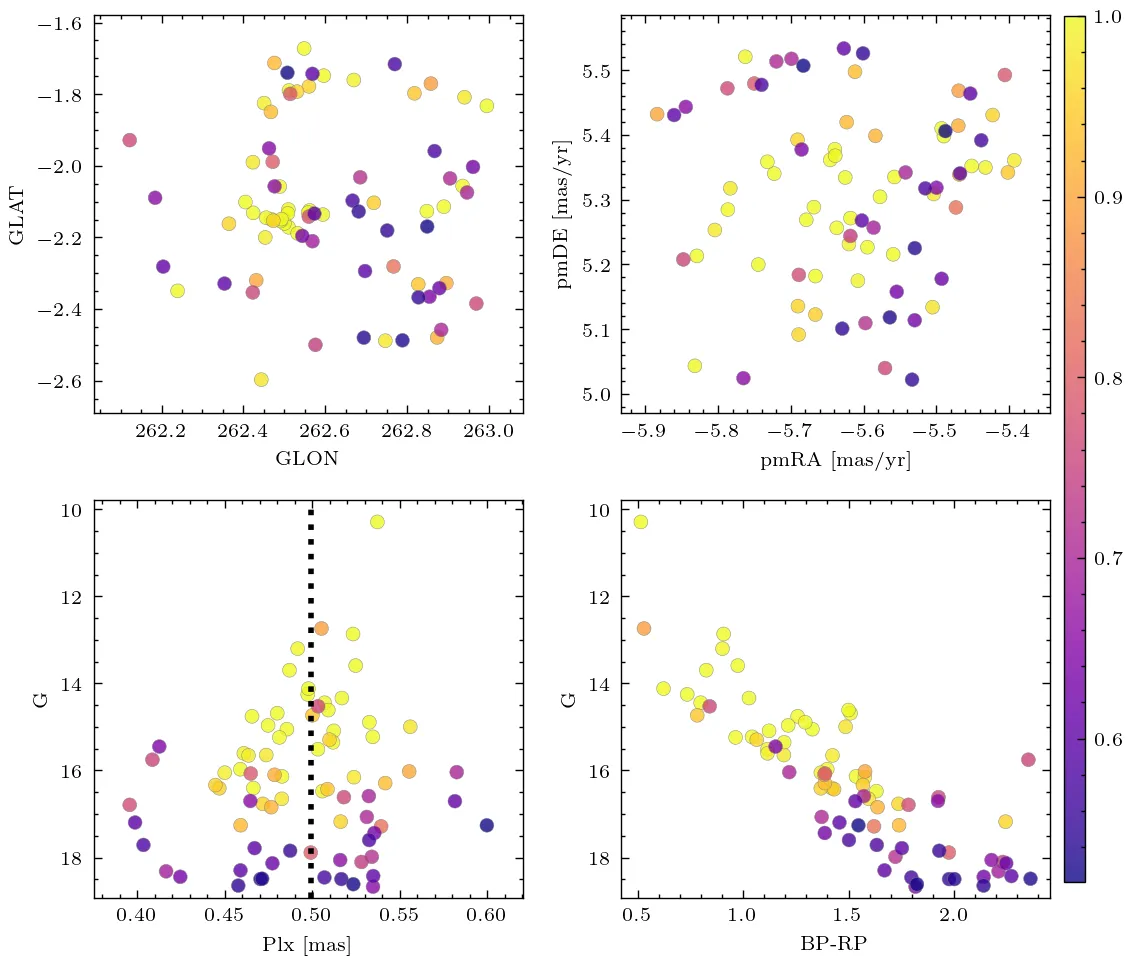 −1.6
−1.8
−2.0
−2.2
−2.4
−2.6
GLAT
262.2 262.4 262.6 262.8 263.0
GLON
5.5
5.4
5.3
5.2
5.1
5.0
pmDE [mas/yr]
−5.9 −5.8 −5.7 −5.6 −5.5 −5.4
pmRA [mas/yr]
1.0
0.9
0.8
0.7
0.6
10
12
14
16
18
G
0.40 0.45 0.50 0.55 0.60
Plx [mas]
10
12
14
16
18
G
0.5 1.0 1.5 2.0
BP-RP